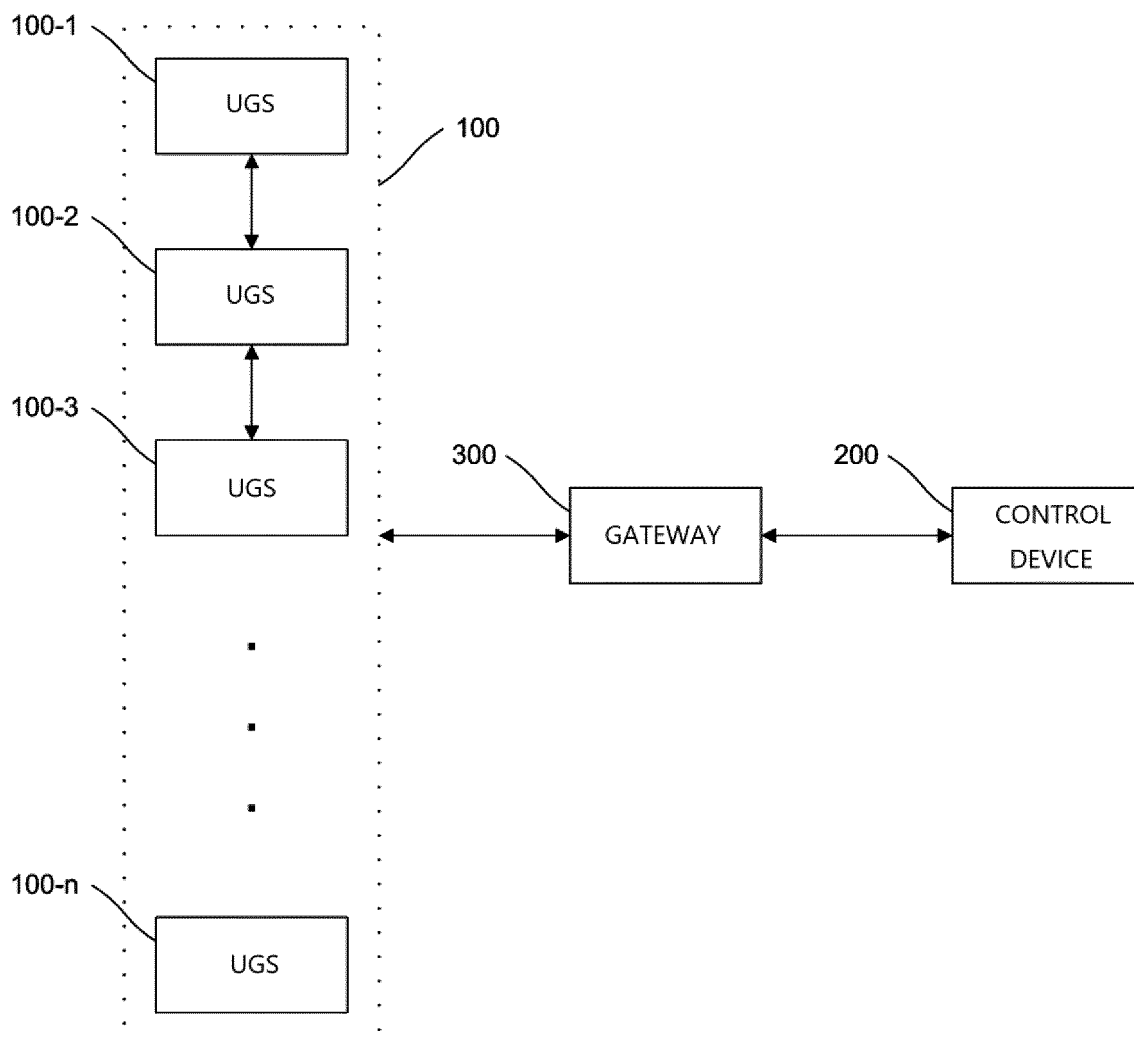 100-1
UGS
100
100-2
UGS
100-3
UGS
300
GATEWAY
200
CONTROL
DEVICE
100-n
UGS